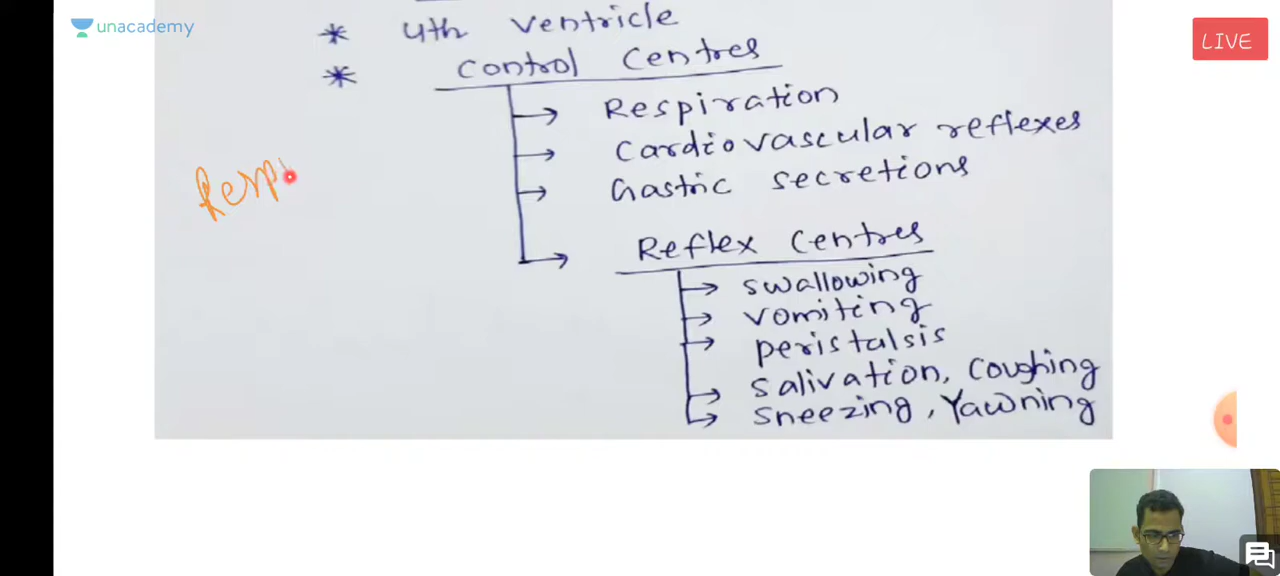 unacademy
LIVE
* 4th ventricle
* Control Centres
Respiration
Cardiovascular reflexes
Gastric secretions
Resp
Reflex Centres
swallowing
vomiting
peristalsis
salivation, Coughing
sneezing, Yawning